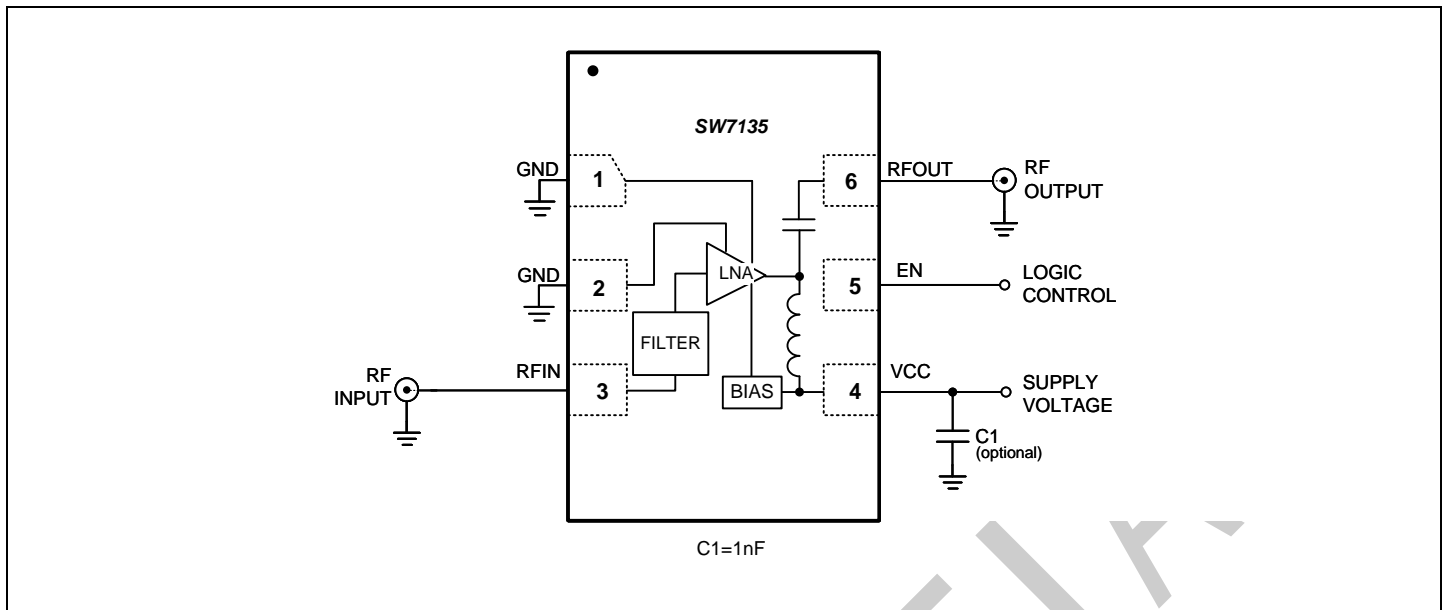 SW7135
GND
1
6
RFOUT
RF
OUTPUT
GND
2
LNA
5
EN
LOGIC
CONTROL
FILTER
RF
INPUT
RFIN
3
BIAS
4
VCC
SUPPLY
VOLTAGE
C1
(optional)
C1=1nF